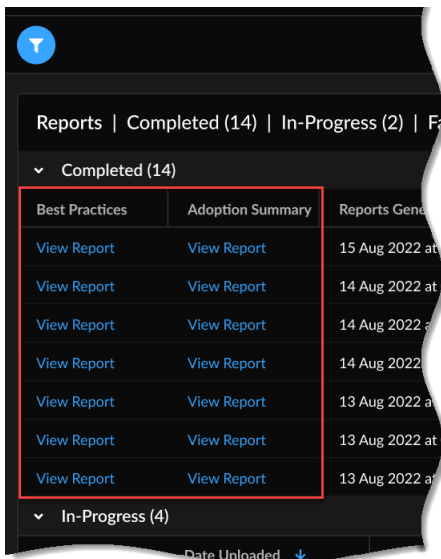 Reports | Completed (14) | In-Progress (2) |
Completed (14)
Best Practices Adoption Summary Reports
View Report View Report 15 Aug 2022 at
View Report View Report 14 Aug 2022 at
View Report View Report 14 Aug 2022
View Report View Report 14 Aug 2022
View Report View Report 13 Aug 2022
View Report View Report 13 Aug 2022 at
View Report View Report 13 Aug 2022
In-Progress (4)
Date Uploaded